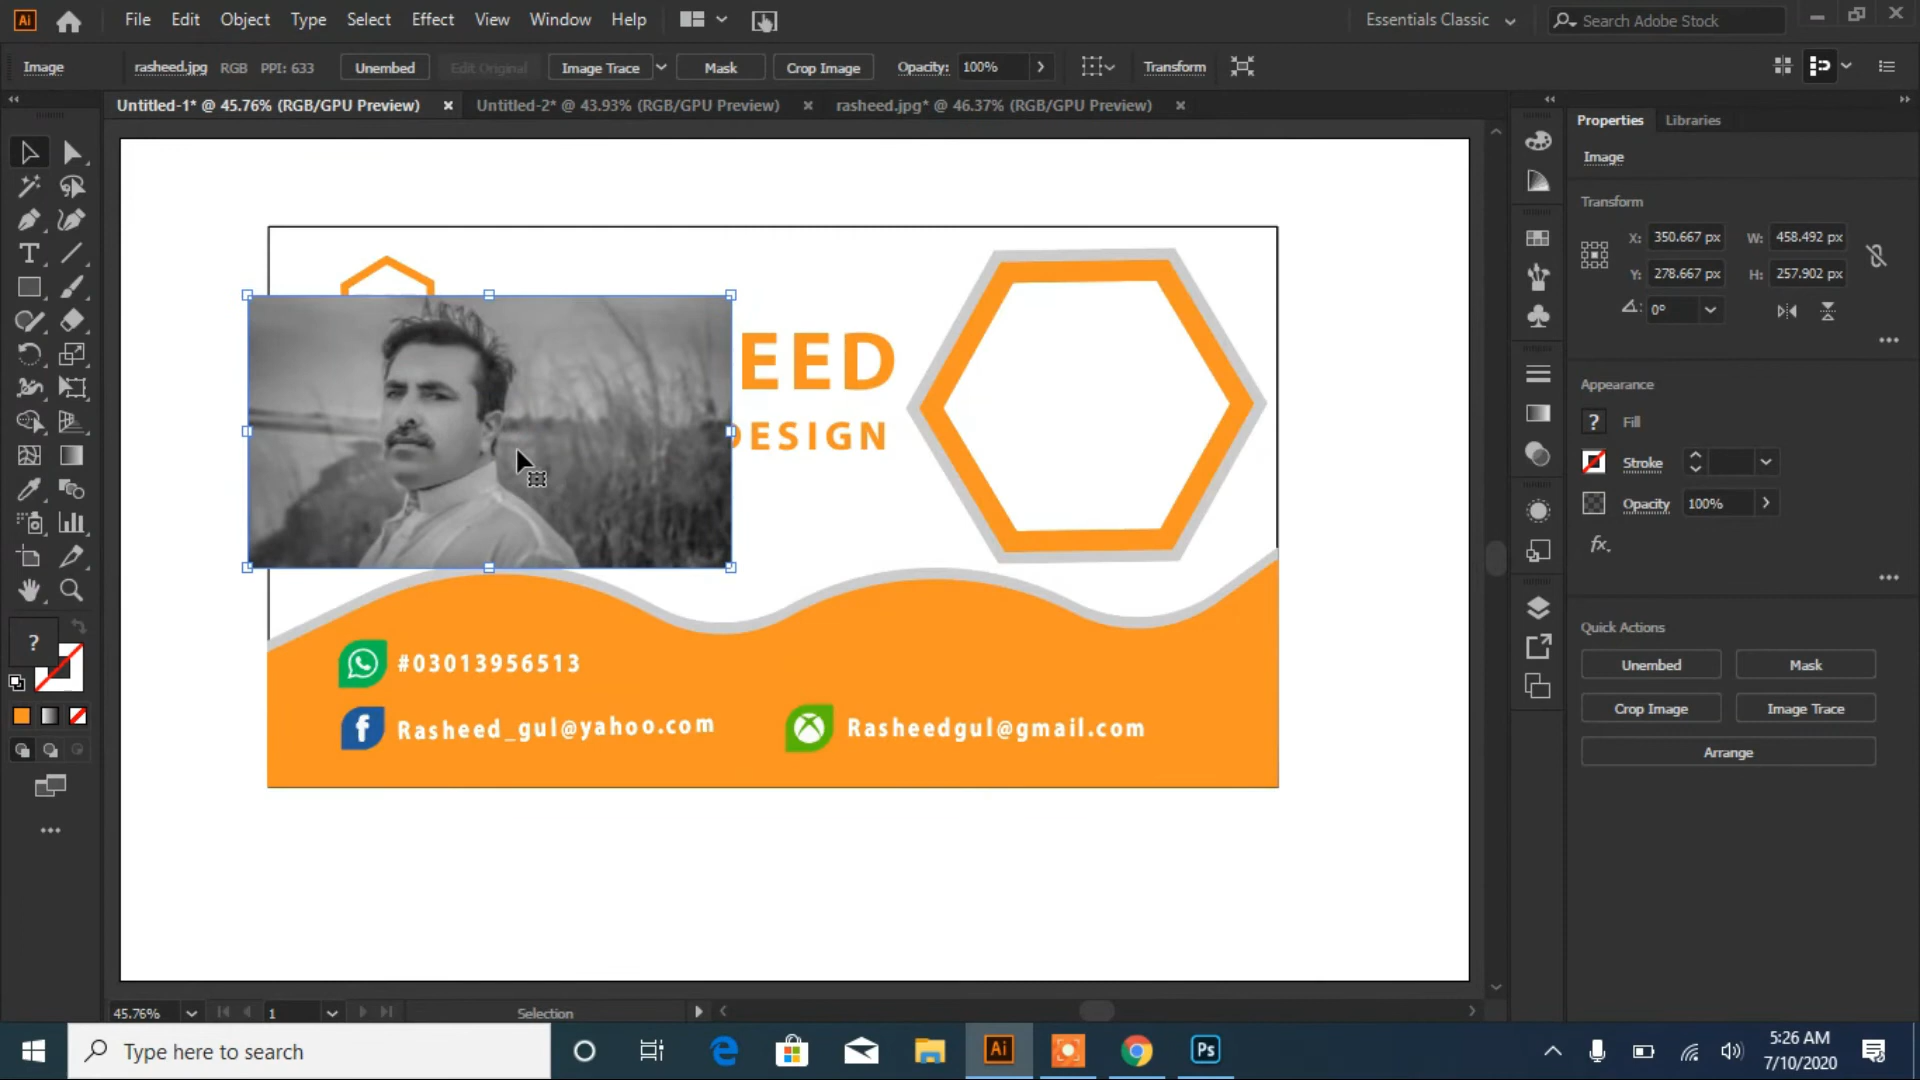 Ai File Edit Object Type Select Effect View Window Help Essentials Classic Search Adobe Stock
Image rasheed.jpg RGB PPI: 633 Unembed Edit Original Image Trace Mask Crop Image Opacity: 100% Transform
Untitled-1* @ 45.76% (RGB/GPU Preview) Untitled-2* @ 43.93% (RGB/GPU Preview) rasheed.jpg* @ 46.37% (RGB/GPU Preview)
Properties Libraries
Image
Transform
X: 350.667 px W: 458.492 px
Y: 278.667 px H: 257.902 px
0°
Appearance
? Fill
Stroke
Opacity 100%
fx.
Quick Actions
Unembed Mask
Crop Image Image Trace
Arrange
EED
DESIGN
#03013956513
Rasheed_gul@yahoo.com
Rasheedgul@gmail.com
?
45.76% 1 Selection
Type here to search
Ai Ps
5:26 AM
7/10/2020